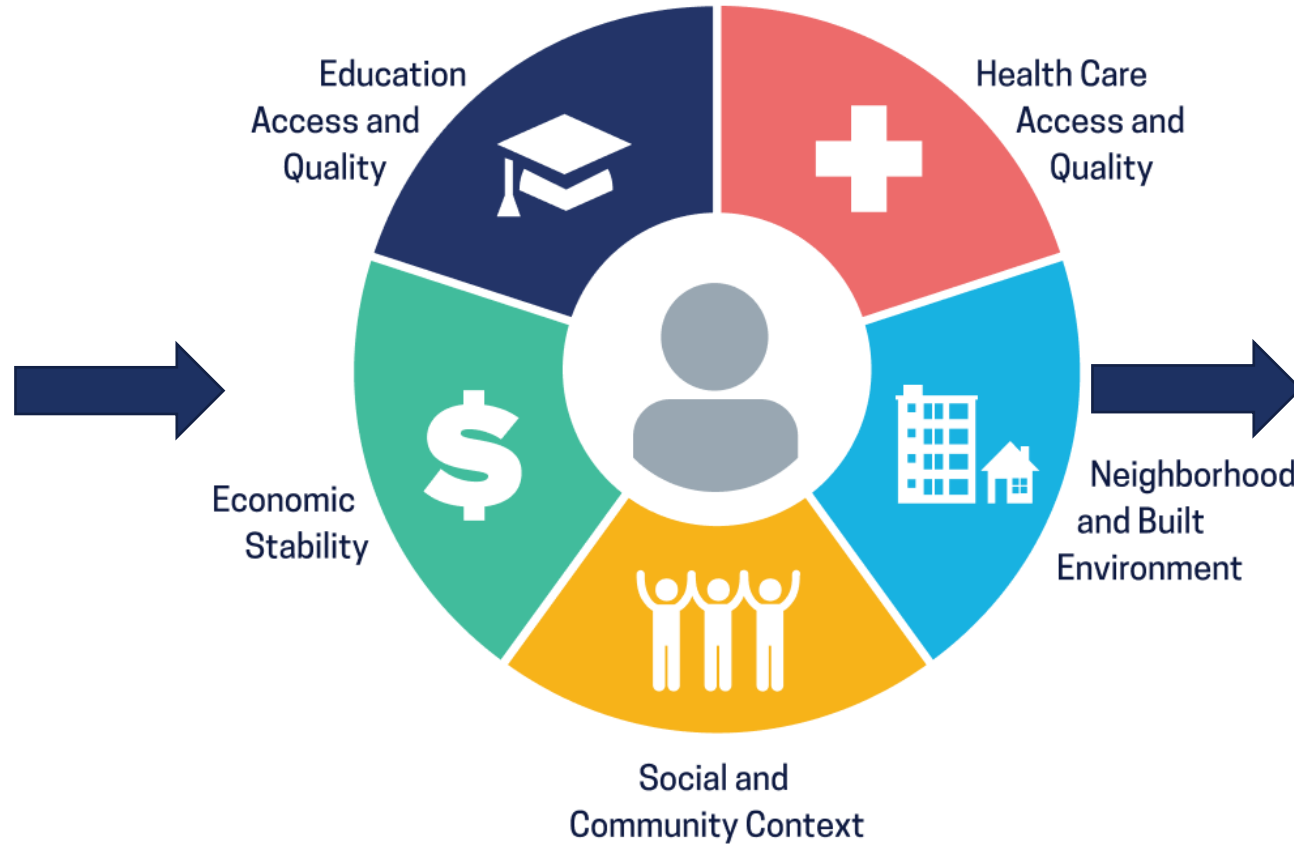 Education
Access and
Quality
Health Care
Access and
Quality
Economic
Stability
Neighborhood
and Built
Environment
Social and
Community Context